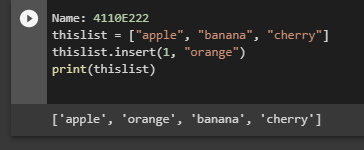 Name: 4110E222
thislist = ["apple", "banana", "cherry"]
thislist.insert(1, "orange")
print(thislist)
['apple', 'orange', 'banana', 'cherry']